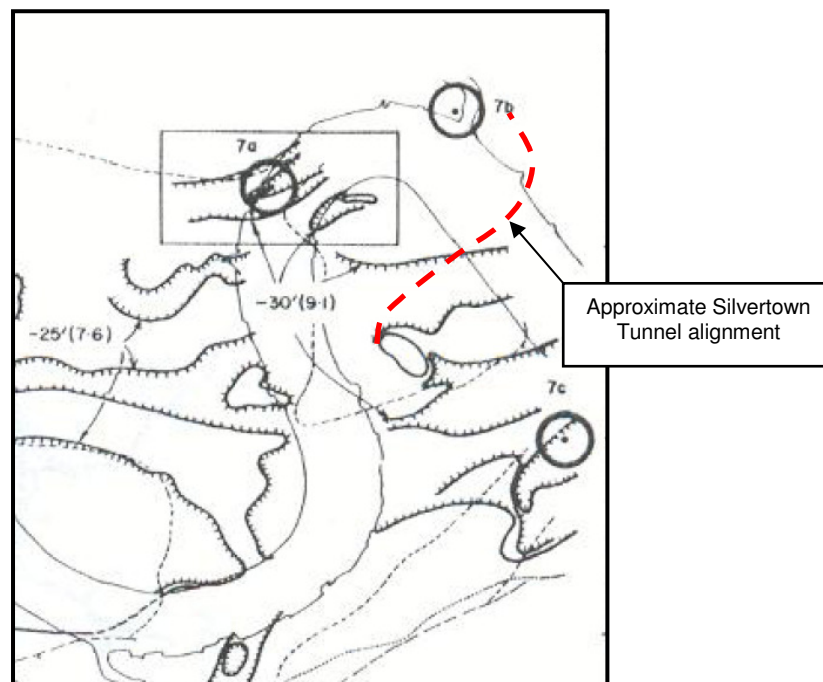 7b
7a
-30'(9·1)
-25'(7·6)
Approximate Silvertown
Tunnel alignment
7c